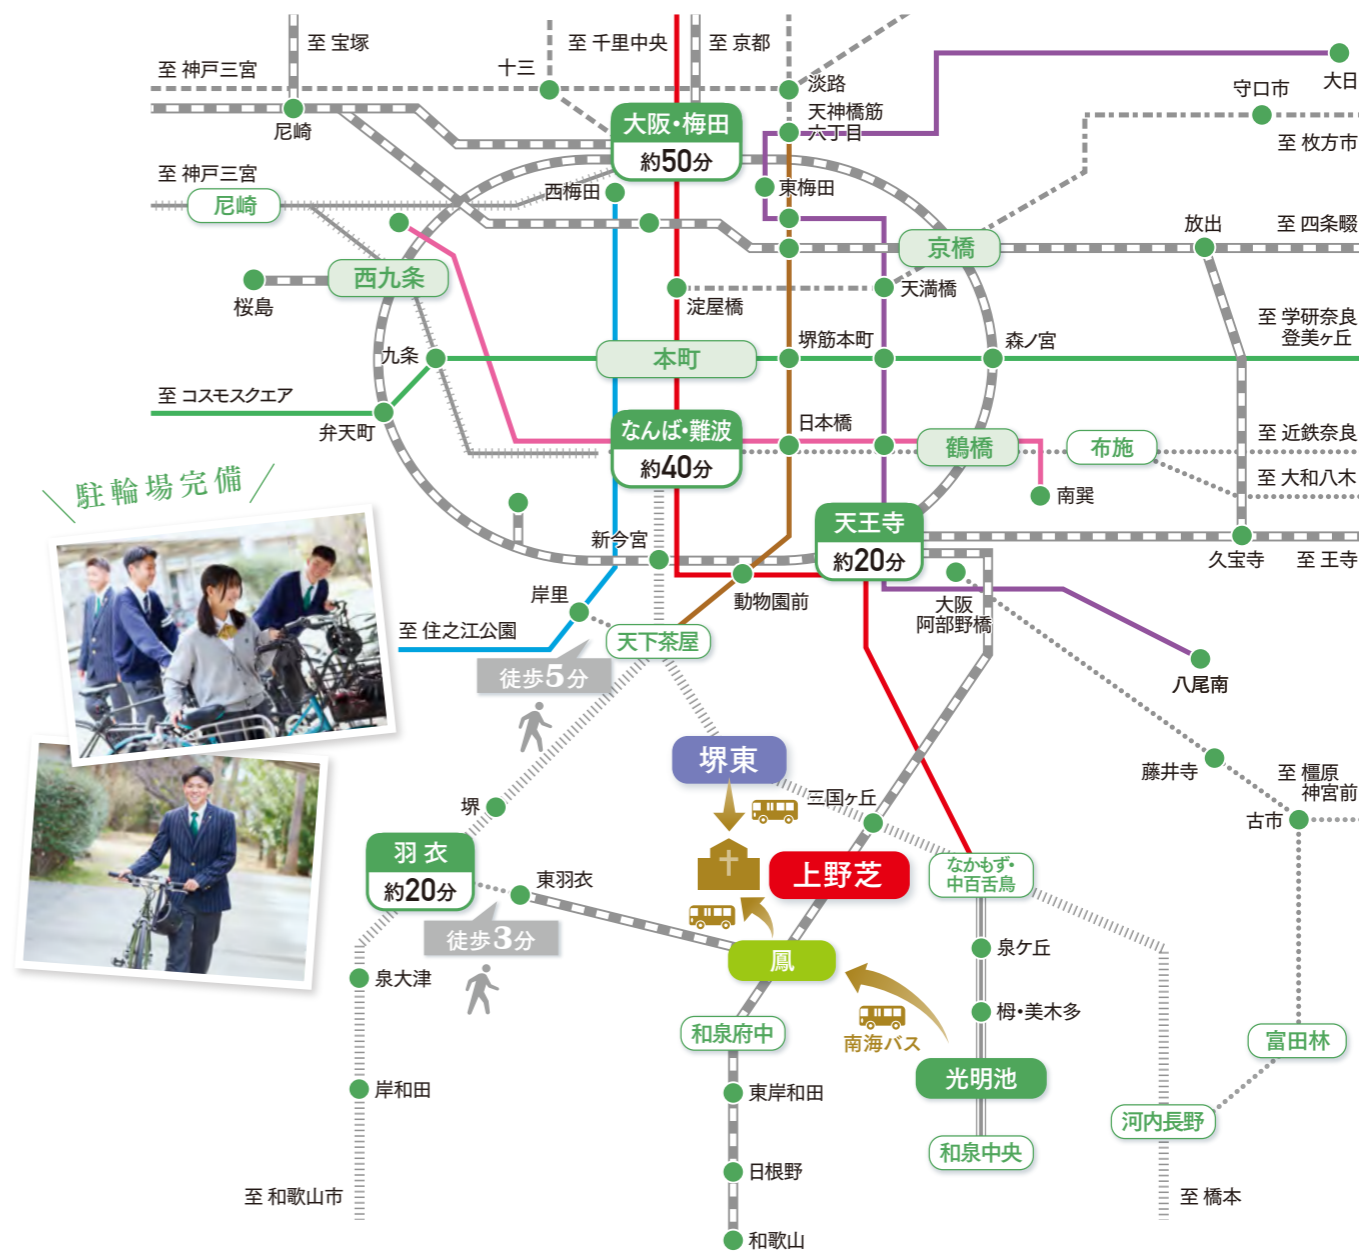 至 宝塚
至 千里中央
至 京都
至 神戸三宮
十三
淡路
大日
守口市
尼崎
大阪・梅田
約50分
天神橋筋
六丁目
至 枚方市
至 神戸三宮
尼崎
西梅田
東梅田
京橋
放出
至 四条畷
西九条
桜島
淀屋橋
天満橋
至 学研奈良
登美ヶ丘
九条
本町
堺筋本町
森ノ宮
至 コスモスクエア
弁天町
なんば・難波
約40分
日本橋
鶴橋
布施
至 近鉄奈良
至 大和八木
南巽
駐輪場完備
新今宮
天王寺
約20分
久宝寺
至 王寺
岸里
動物園前
大阪
阿部野橋
至 住之江公園
天下茶屋
徒歩5分
八尾南
堺東
三国ヶ丘
藤井寺
至 橿原
神宮前
古市
堺
羽衣
約20分
東羽衣
上野芝
なかもず・
中百舌鳥
徒歩3分
鳳
泉ケ丘
泉大津
和泉府中
栂・美木多
南海バス
富田林
光明池
岸和田
東岸和田
河内長野
和泉中央
日根野
至 和歌山市
至 橋本
和歌山